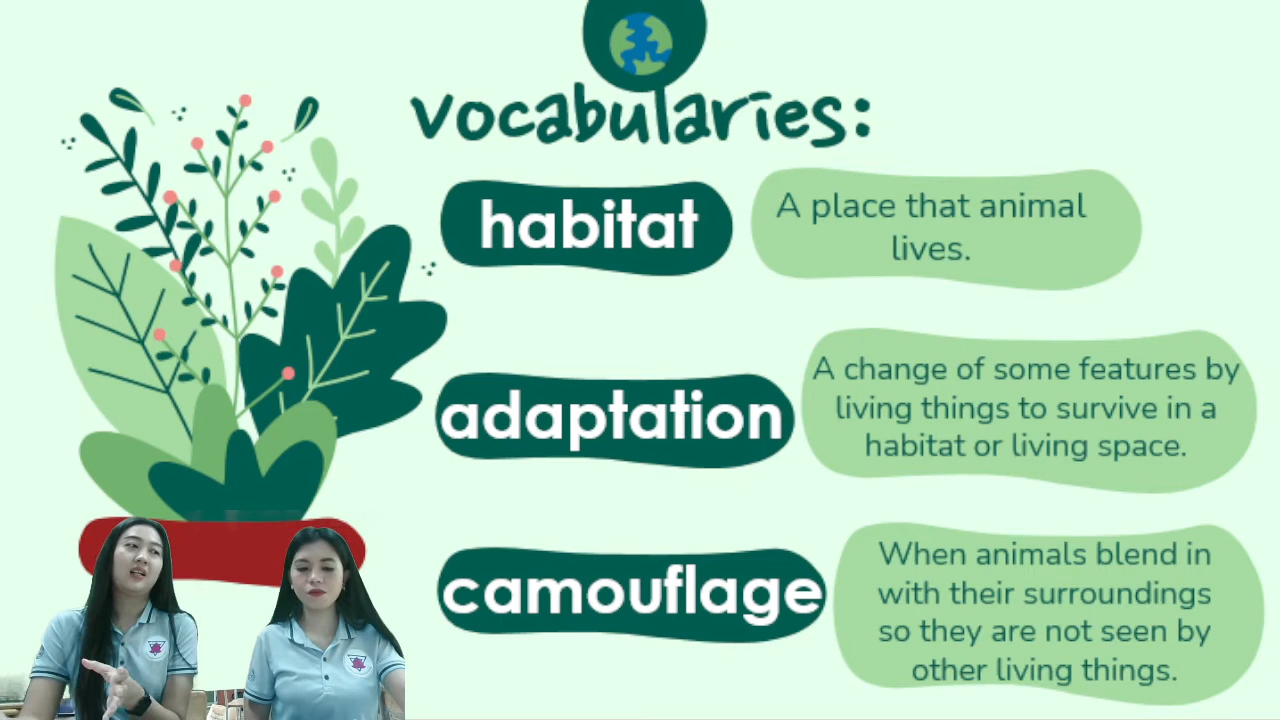 vocabularies:
habitat
A place that animal
lives.
adaptation
A change of some features by
living things to survive in a
habitat or living space.
camouflage
When animals blend in
with their surroundings
so they are not seen by
other living things.